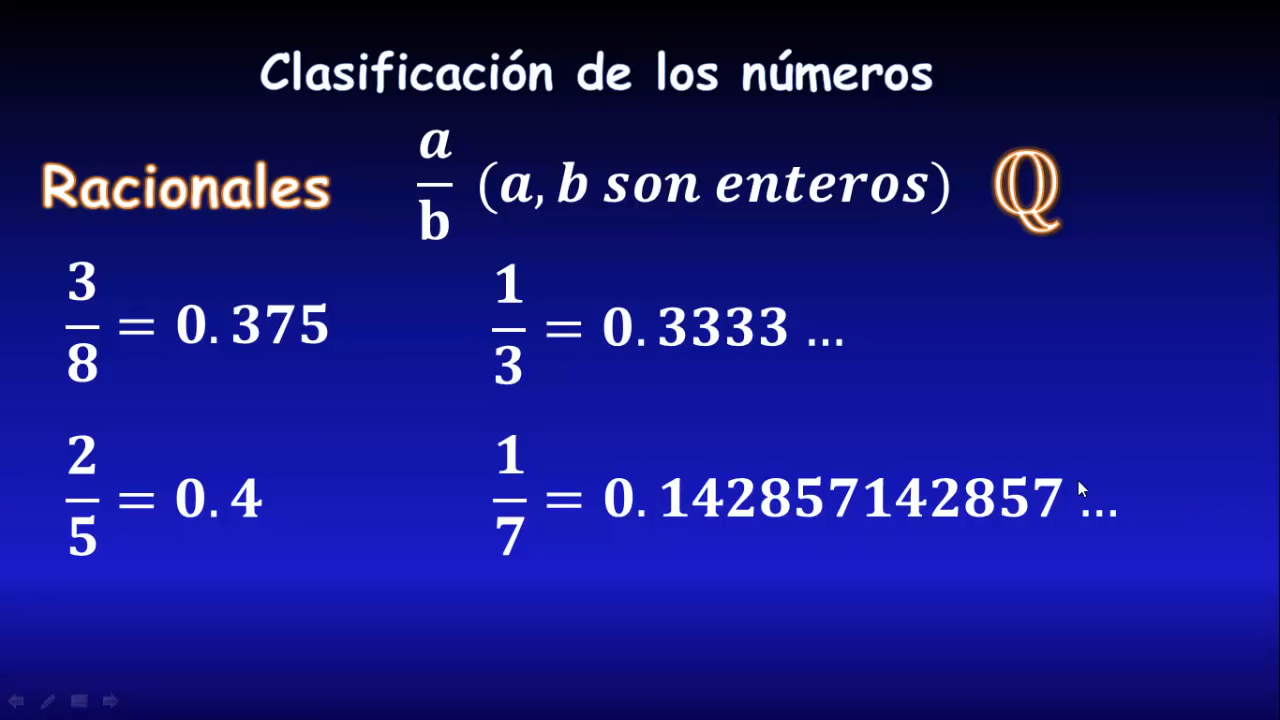 Clasificación de los números
Racionales a/b (a, b son enteros) ℚ
3/8 = 0.375 1/3 = 0.3333 ...
2/5 = 0.4 1/7 = 0.142857142857 ...